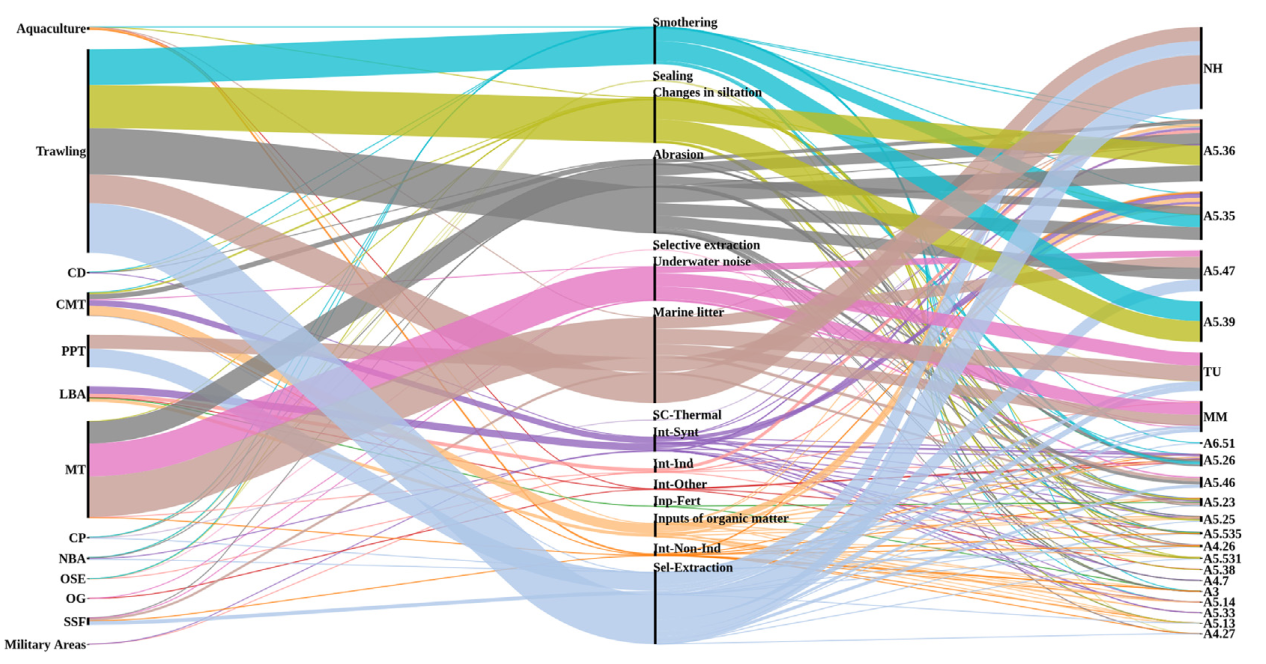 Aquaculture
Trawling
CD
CMT
PPT
LBA
MT
CP
NBA
OSE
OG
SSF
Military Areas
Smothering
Sealing
Changes in siltation
Abrasion
Selective extraction
Underwater noise
Marine litter
SC-Thermal
Int-Synt
Int-Ind
Int-Other
Inp-Fert
Inputs of organic matter
Int-Non-Ind
Sel-Extraction
NH
A5.36
A5.35
A5.47
A5.39
TU
MM
A6.51
A5.26
A5.46
A5.23
A5.25
A5.535
A4.26
A5.531
A5.38
A4.7
A3
A5.14
A5.33
A5.13
A4.27